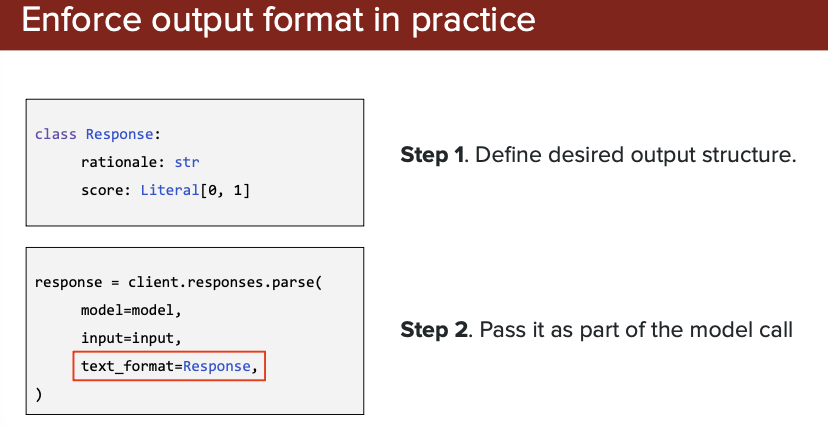 Enforce output format in practice
class Response:
rationale: str
score: Literal[0, 1]
Step 1. Define desired output structure.
response = client.responses.parse(
model=model,
input=input,
text_format=Response,
)
Step 2. Pass it as part of the model call